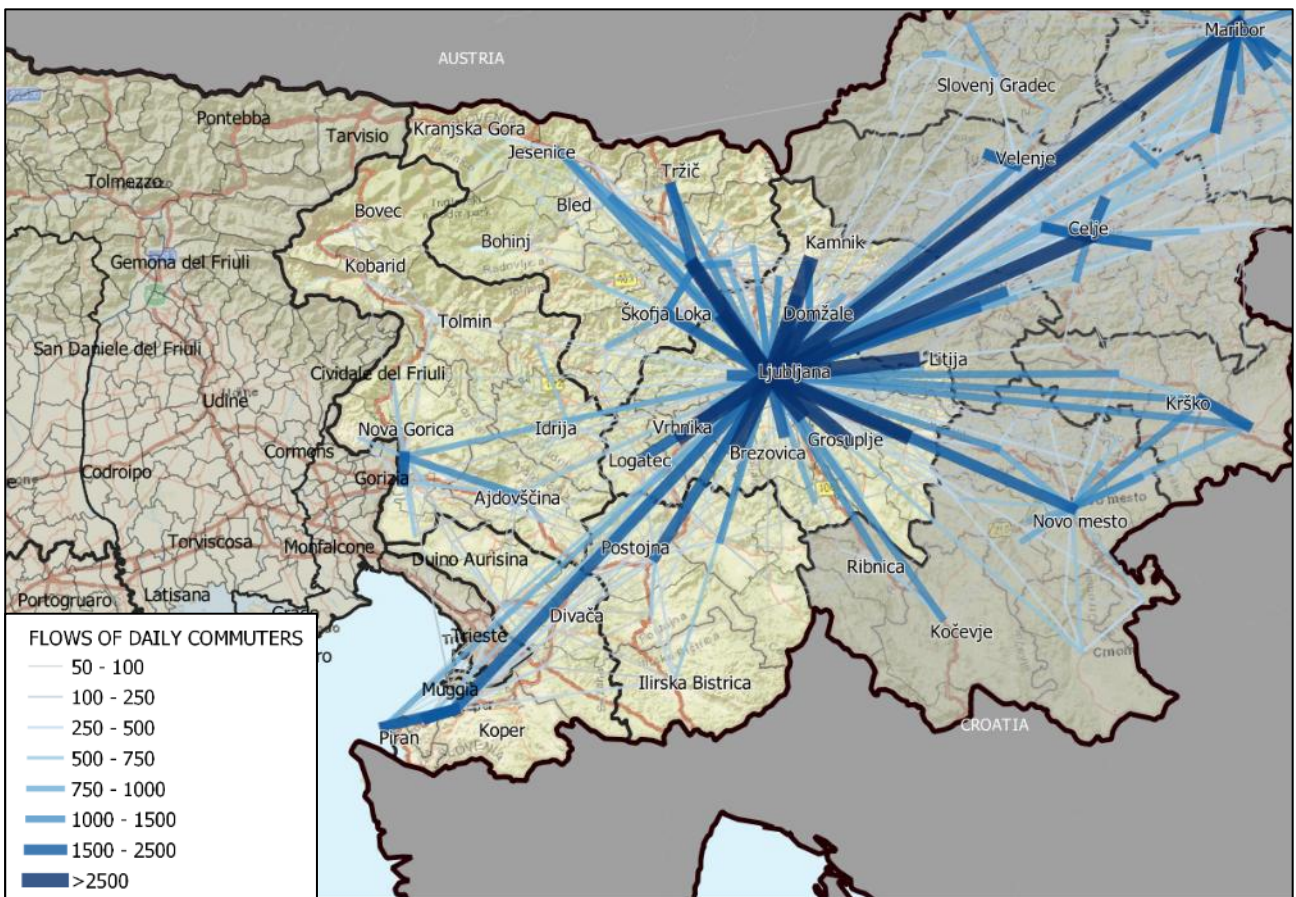 AUSTRIA
Maribor
Slovenj Gradec
Pontebba
Tarvisio
Kranjska Gora
Jesenice
Velenje
Tržič
Tolmezzo
Bled
Bovec
Celje
Bohinj
Kamnik
Gemona del Friuli
Kobarid
Radovljica
Škofja Loka
Domžale
Tolmin
San Daniele del Friuli
Litija
Cividale del Friuli
Ljubljana
Udine
Krško
Nova Gorica
Idrija
Vrhnika
Grosuplje
Cormons
Logatec
Brezovica
Codroipo
Gorizia
Ajdovščina
Novo mesto
Torviscosa
Monfalcone
Postojna
Duino Aurisina
Ribnica
Portogruaro
Latisana
Divača
Kočevje
Trieste
Muggia
Ilirska Bistrica
Koper
Piran
SLOVENIA
CROATIA
FLOWS OF DAILY COMMUTERS
50 - 100
100 - 250
250 - 500
500 - 750
750 - 1000
1000 - 1500
1500 - 2500
>2500